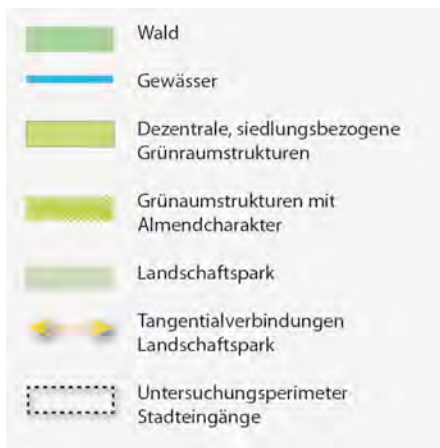 Wald
Gewässer
Dezentrale, siedlungsbezogene
Grünraumstrukturen
Grünaumstrukturen mit
Almendcharakter
Landschaftspark
Tangentialverbindungen
Landschaftspark
Untersuchungsperimeter
Stadteingänge